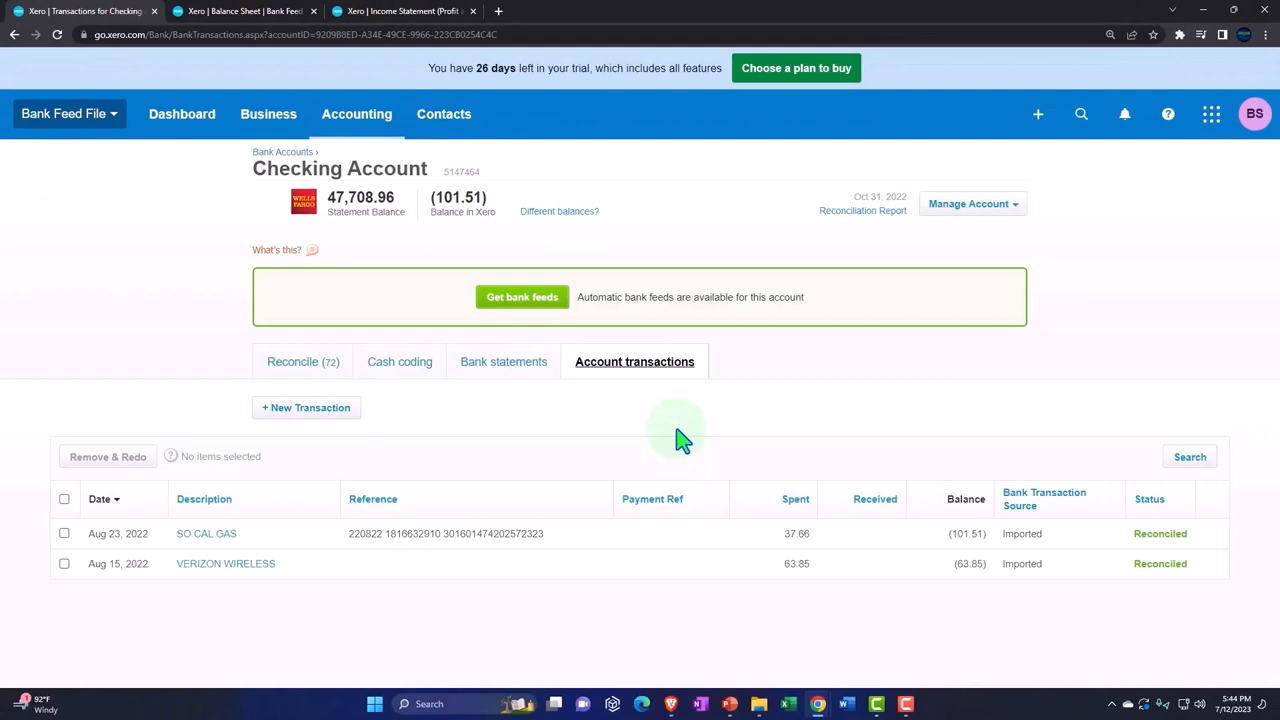 Xero | Transactions for Checking
Xero | Balance Sheet | Bank Feed
Xero | Income Statement (Profit a
go.xero.com/Bank/BankTransactions.aspx?accountID=9209B8ED-A34E-49CE-9966-223CB0254C4C
You have 26 days left in your trial, which includes all features
Choose a plan to buy
Bank Feed File
Dashboard
Business
Accounting
Contacts
BS
Bank Accounts ›
Checking Account 5147464
WELLS FARGO
47,708.96
Statement Balance
(101.51)
Balance in Xero
Different balances?
Oct 31, 2022
Reconciliation Report
Manage Account
What's this?
Get bank feeds
Automatic bank feeds are available for this account
Reconcile (72)
Cash coding
Bank statements
Account transactions
+ New Transaction
Remove & Redo
? No items selected
Search
Date Description Reference Payment Ref Spent Received Balance Bank Transaction Source Status
Aug 23, 2022 SO CAL GAS 220822 1816632910 301601474202572323 37.66 (101.51) Imported Reconciled
Aug 15, 2022 VERIZON WIRELESS 63.85 (63.85) Imported Reconciled
1
92°F
Windy
Search
5:44 PM
7/12/2023